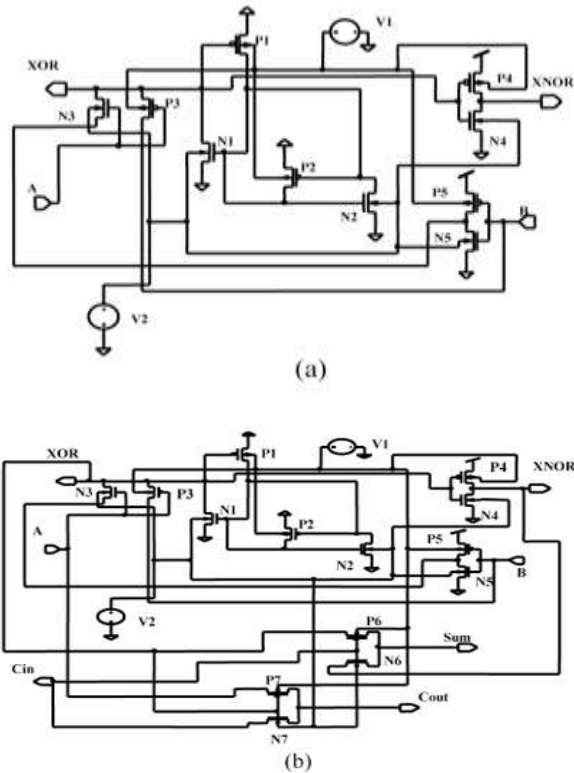 V1
P1
XOR
P4
XNOR
N3
P3
N1
N4
A
P2
P5
B
N2
N5
V2
(a)
V1
P1
XOR
P4
XNOR
N3
P3
N1
N4
P2
P5
A
N2
B
N5
V2
P6
Sum
Cin
N6
P7
Cout
N7
(b)